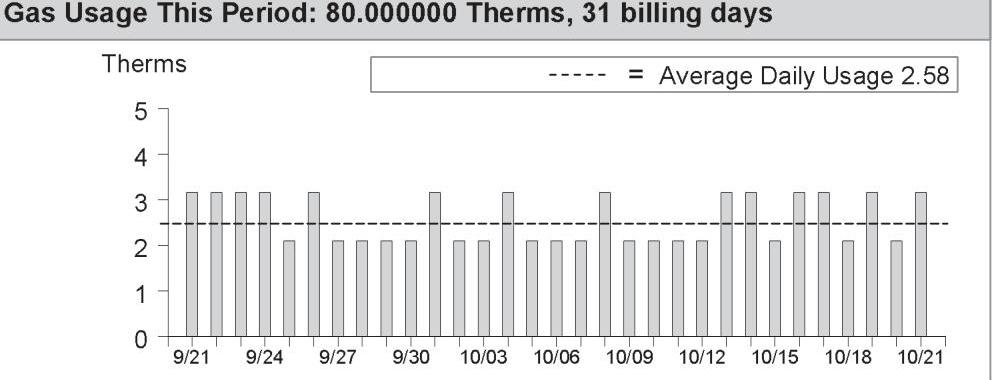 Gas Usage This Period: 80.000000 Therms, 31 billing days
Therms
----- = Average Daily Usage 2.58
5
4
3
2
1
0
9/21 9/24 9/27 9/30 10/03 10/06 10/09 10/12 10/15 10/18 10/21